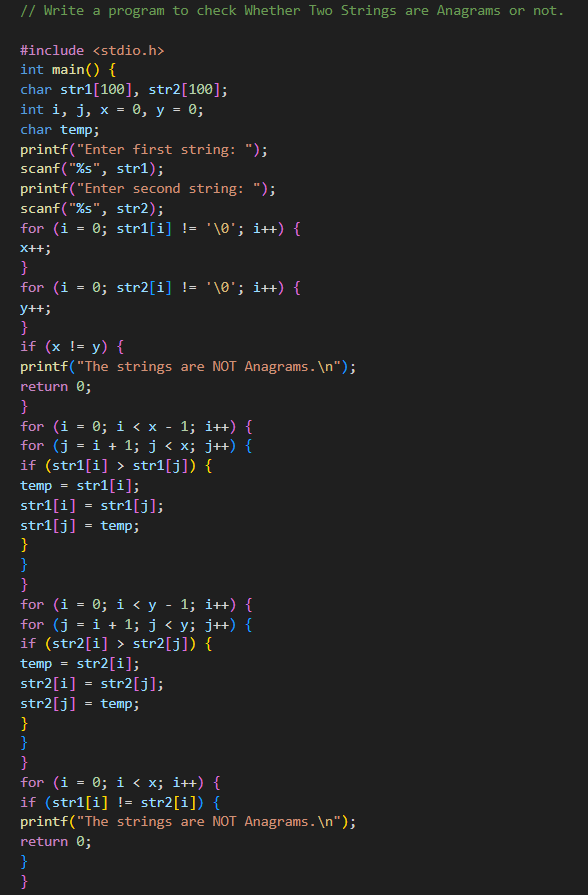 // Write a program to check Whether Two Strings are Anagrams or not.
#include <stdio.h>
int main() {
char str1[100], str2[100];
int i, j, x = 0, y = 0;
char temp;
printf("Enter first string: ");
scanf("%s", str1);
printf("Enter second string: ");
scanf("%s", str2);
for (i = 0; str1[i] != '\0'; i++) {
x++;
}
for (i = 0; str2[i] != '\0'; i++) {
y++;
}
if (x != y) {
printf("The strings are NOT Anagrams.\n");
return 0;
}
for (i = 0; i < x - 1; i++) {
for (j = i + 1; j < x; j++) {
if (str1[i] > str1[j]) {
temp = str1[i];
str1[i] = str1[j];
str1[j] = temp;
}
}
}
for (i = 0; i < y - 1; i++) {
for (j = i + 1; j < y; j++) {
if (str2[i] > str2[j]) {
temp = str2[i];
str2[i] = str2[j];
str2[j] = temp;
}
}
}
for (i = 0; i < x; i++) {
if (str1[i] != str2[i]) {
printf("The strings are NOT Anagrams.\n");
return 0;
}
}